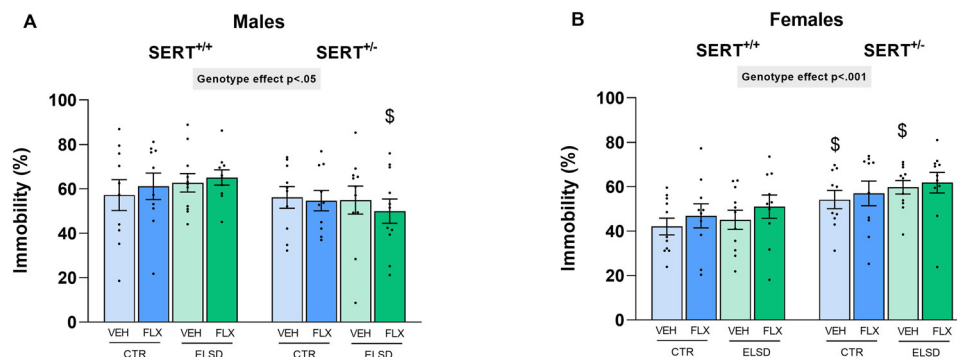 A
Males
SERT+/+ SERT+/-
Genotype effect p<.05
$
Immobility (%)
100
80
60
40
20
0
VEH FLX VEH FLX VEH FLX VEH FLX
CTR ELSD CTR ELSD
B
Females
SERT+/+ SERT+/-
Genotype effect p<.001
$ $
Immobility (%)
100
80
60
40
20
0
VEH FLX VEH FLX VEH FLX VEH FLX
CTR ELSD CTR ELSD